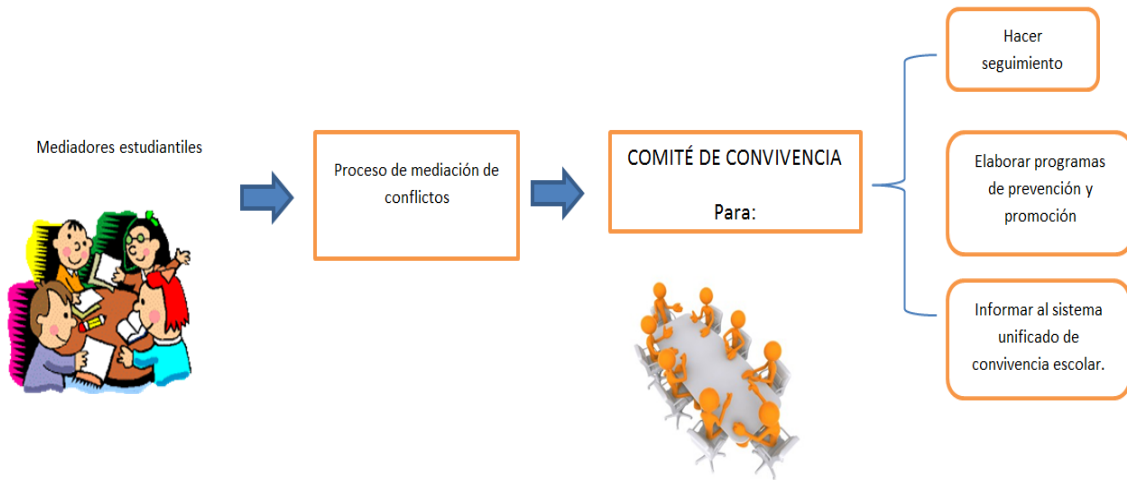 Mediadores estudiantiles
Proceso de mediación de
conflictos
COMITÉ DE CONVIVENCIA
Para:
Hacer
seguimiento
Elaborar programas
de prevención y
promoción
Informar al sistema
unificado de
convivencia escolar.